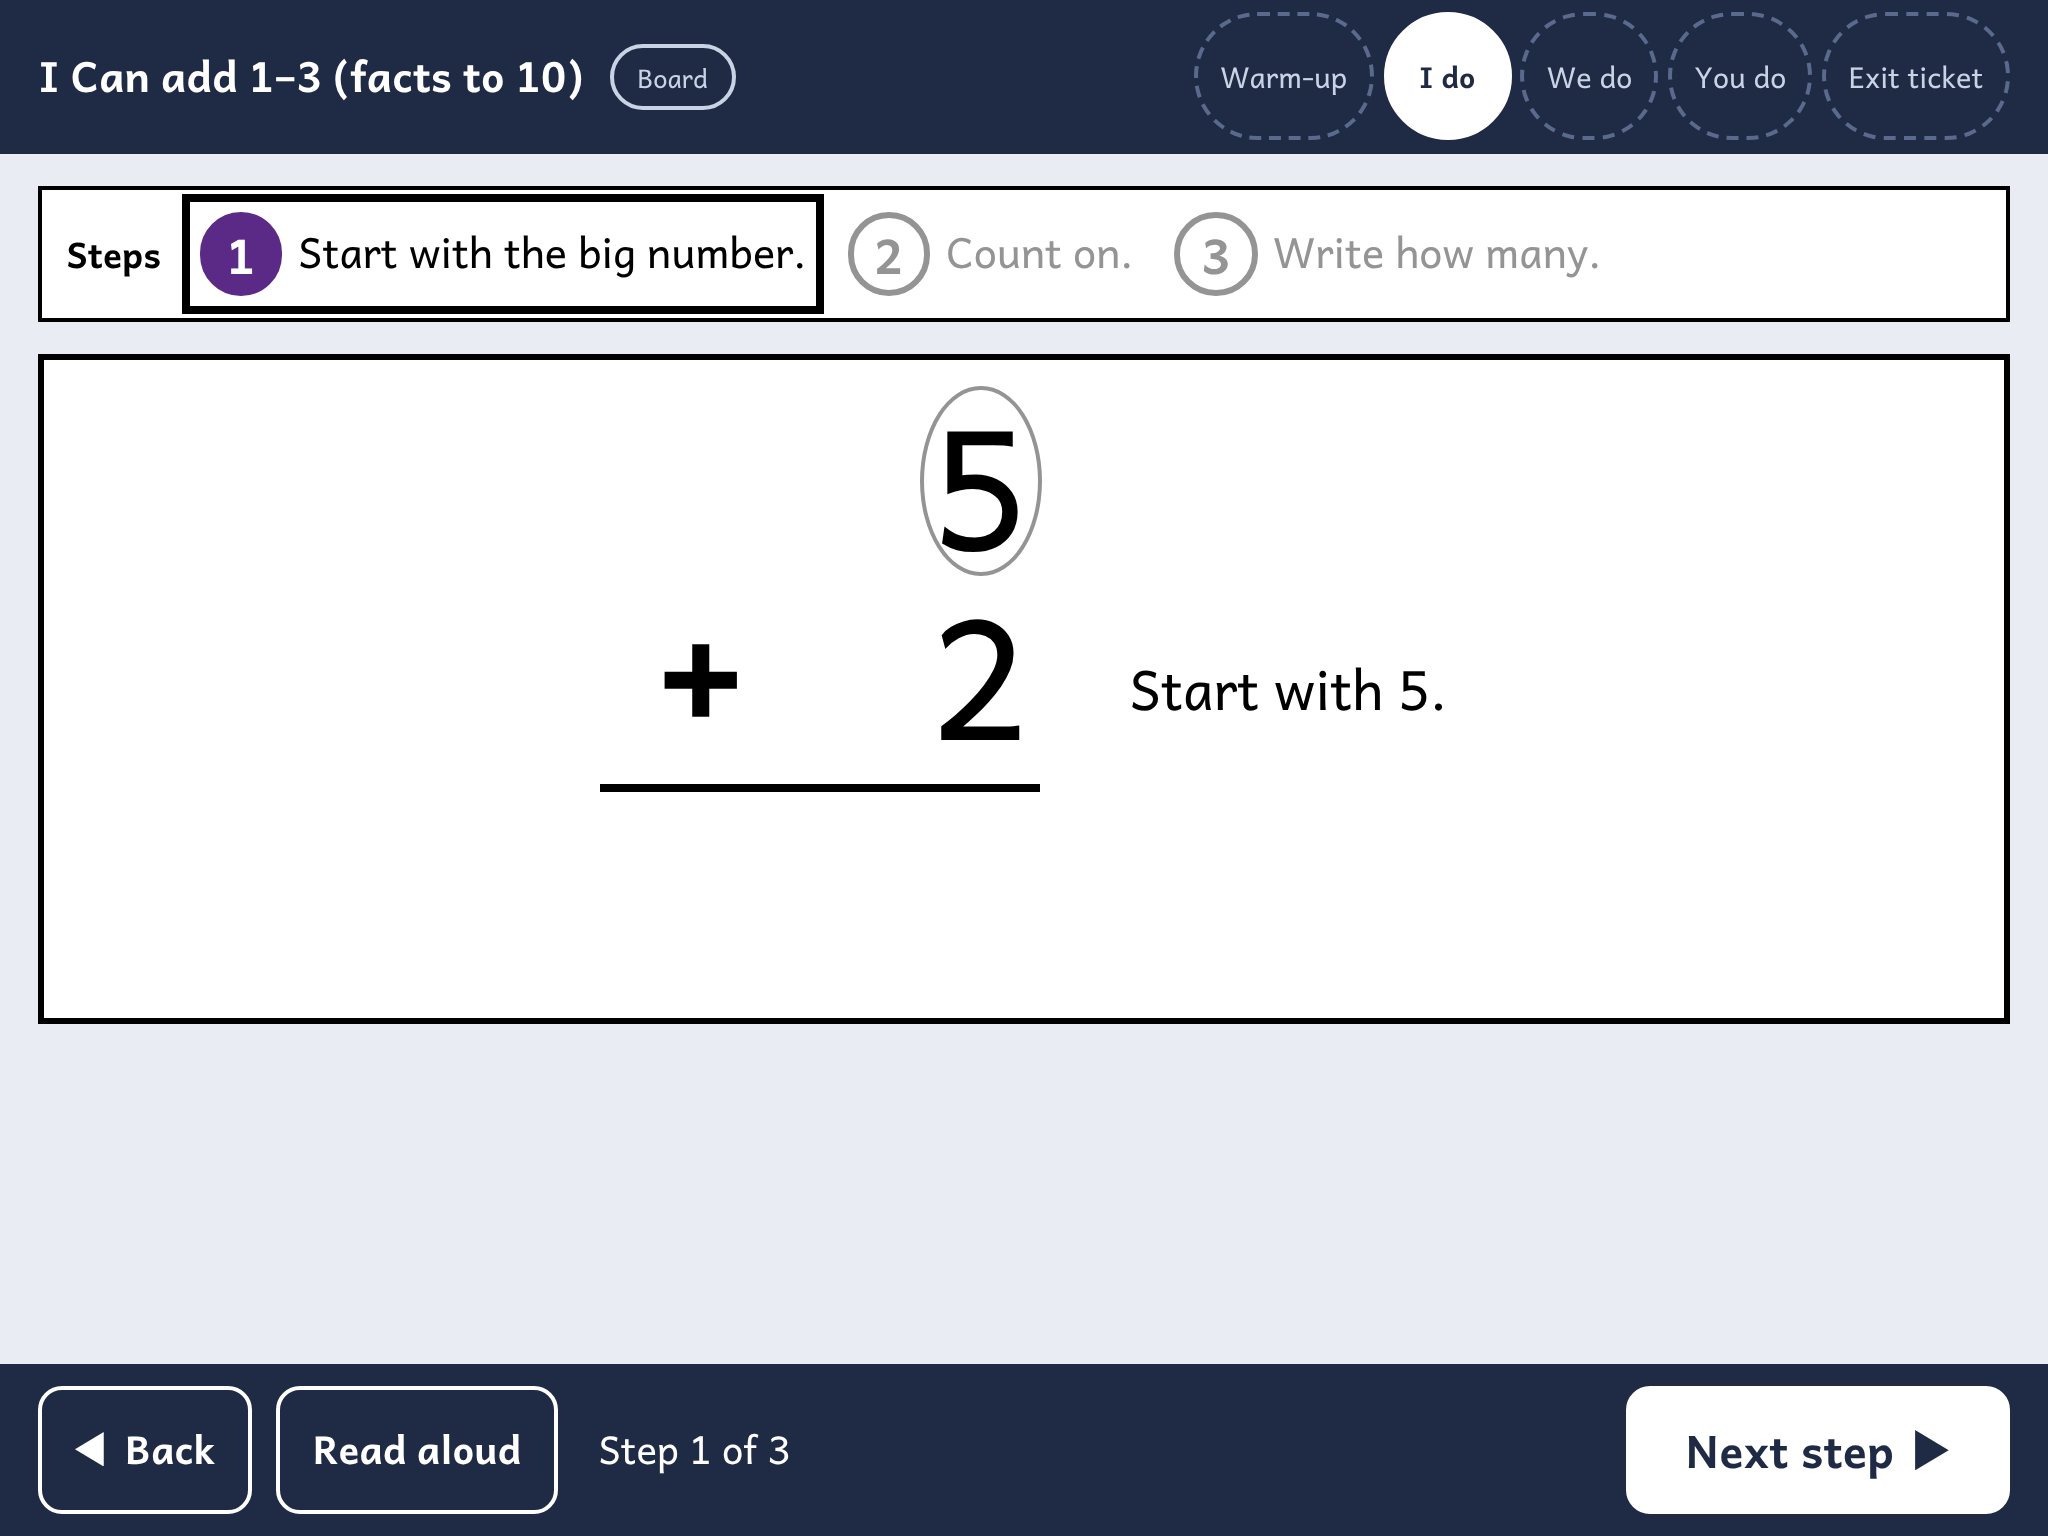 I Can add 1–3 (facts to 10) Board Warm-up I do We do You do Exit ticket
Steps 1 Start with the big number. 2 Count on. 3 Write how many.
5
+ 2 Start with 5.
◀ Back Read aloud Step 1 of 3 Next step ▶